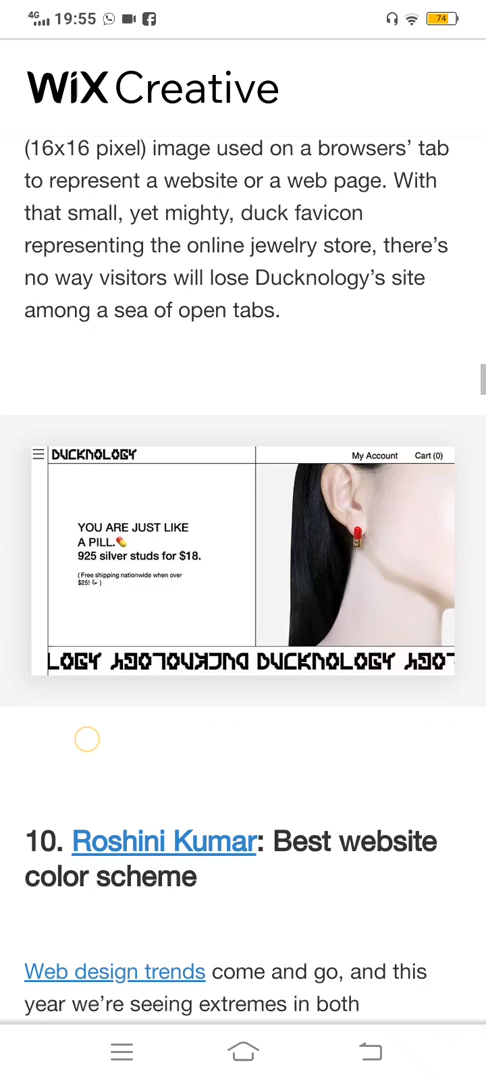 4G 19:55 74
WiX Creative
(16x16 pixel) image used on a browsers’ tab
to represent a website or a web page. With
that small, yet mighty, duck favicon
representing the online jewelry store, there’s
no way visitors will lose Ducknology’s site
among a sea of open tabs.
DUCKNOLOGY My Account Cart (0)
YOU ARE JUST LIKE
A PILL.
925 silver studs for $18.
(Free shipping nationwide when over
$25! )
LOGY DUCKNOLOGY DUCKNOLOGY
10. Roshini Kumar: Best website
color scheme
Web design trends come and go, and this
year we’re seeing extremes in both